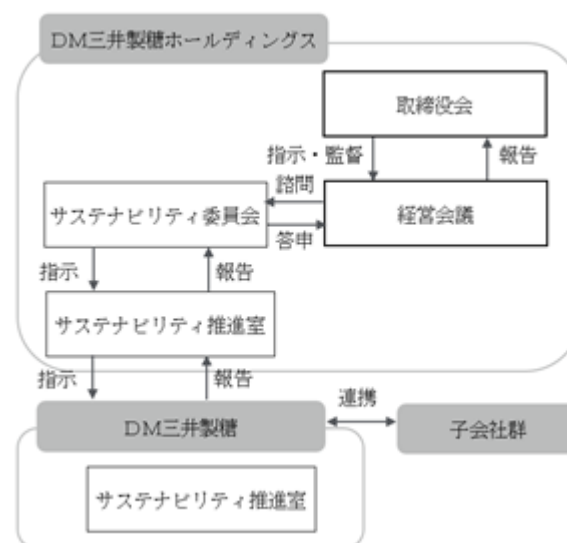 DM三井製糖ホールディングス
取締役会
指示・監督
報告
諮問
サステナビリティ委員会
経営会議
答申
指示
報告
サステナビリティ推進室
指示
報告
DM三井製糖
連携
子会社群
サステナビリティ推進室